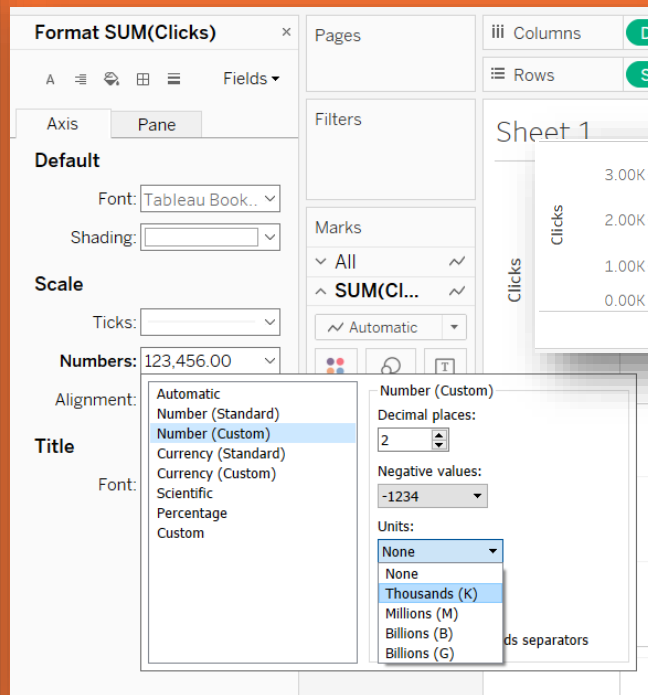 Format SUM(Clicks)
Fields
Axis
Pane
Default
Font: Tableau Book..
Shading:
Scale
Ticks:
Numbers: 123,456.00
Alignment:
Title
Font:
Pages
Filters
Marks
All
SUM(Cl...
Automatic
T
iii Columns
Rows
Sheet 1
Clicks
Clicks
3.00K
2.00K
1.00K
0.00K
Automatic
Number (Standard)
Number (Custom)
Currency (Standard)
Currency (Custom)
Scientific
Percentage
Custom
Number (Custom)
Decimal places:
2
Negative values:
-1234
Units:
None
None
Thousands (K)
Millions (M)
Billions (B)
Billions (G)
ds separators